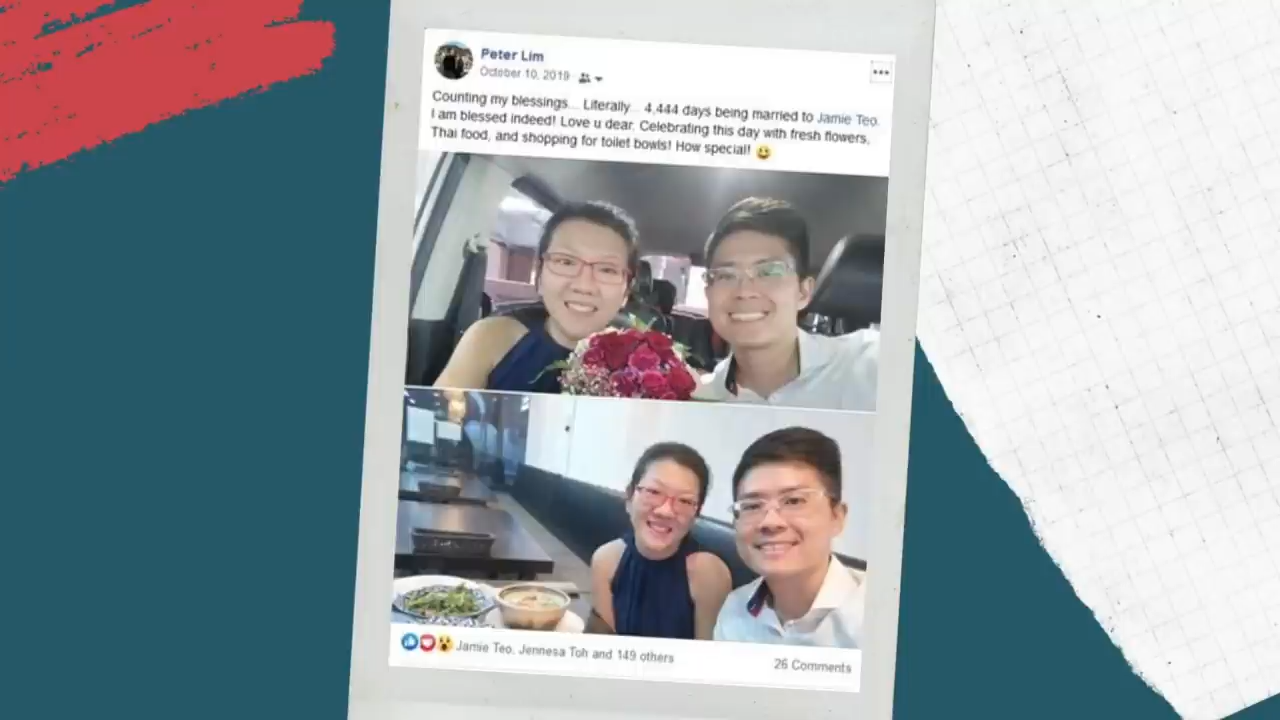 Peter Lim
October 10, 2019
Counting my blessings... Literally... 4,444 days being married to Jamie Teo.
I am blessed indeed! Love u dear. Celebrating this day with fresh flowers,
Thai food, and shopping for toilet bowls! How special!
Jamie Teo, Jennesa Toh and 149 others
26 Comments